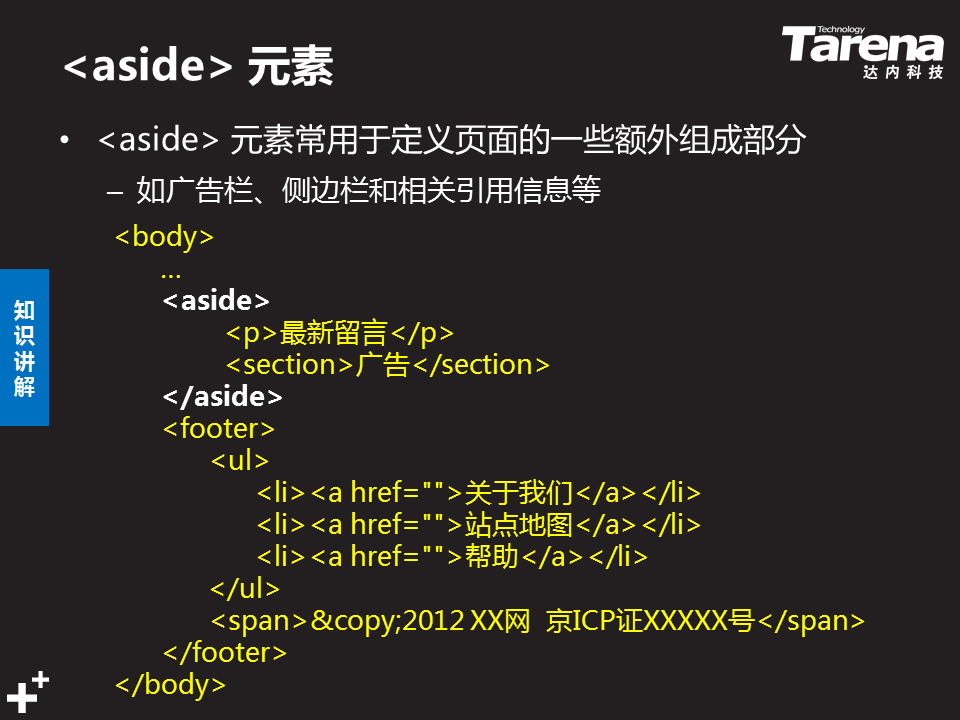 <aside> 元素
Technology
Tarena
达内科技
• <aside> 元素常用于定义页面的一些额外组成部分
– 如广告栏、侧边栏和相关引用信息等
<body>
...
<aside>
<p>最新留言</p>
<section>广告</section>
</aside>
<footer>
<ul>
<li><a href="">关于我们</a></li>
<li><a href="">站点地图</a></li>
<li><a href="">帮助</a></li>
</ul>
<span>&copy;2012 XX网 京ICP证XXXXX号</span>
</footer>
</body>
知识讲解